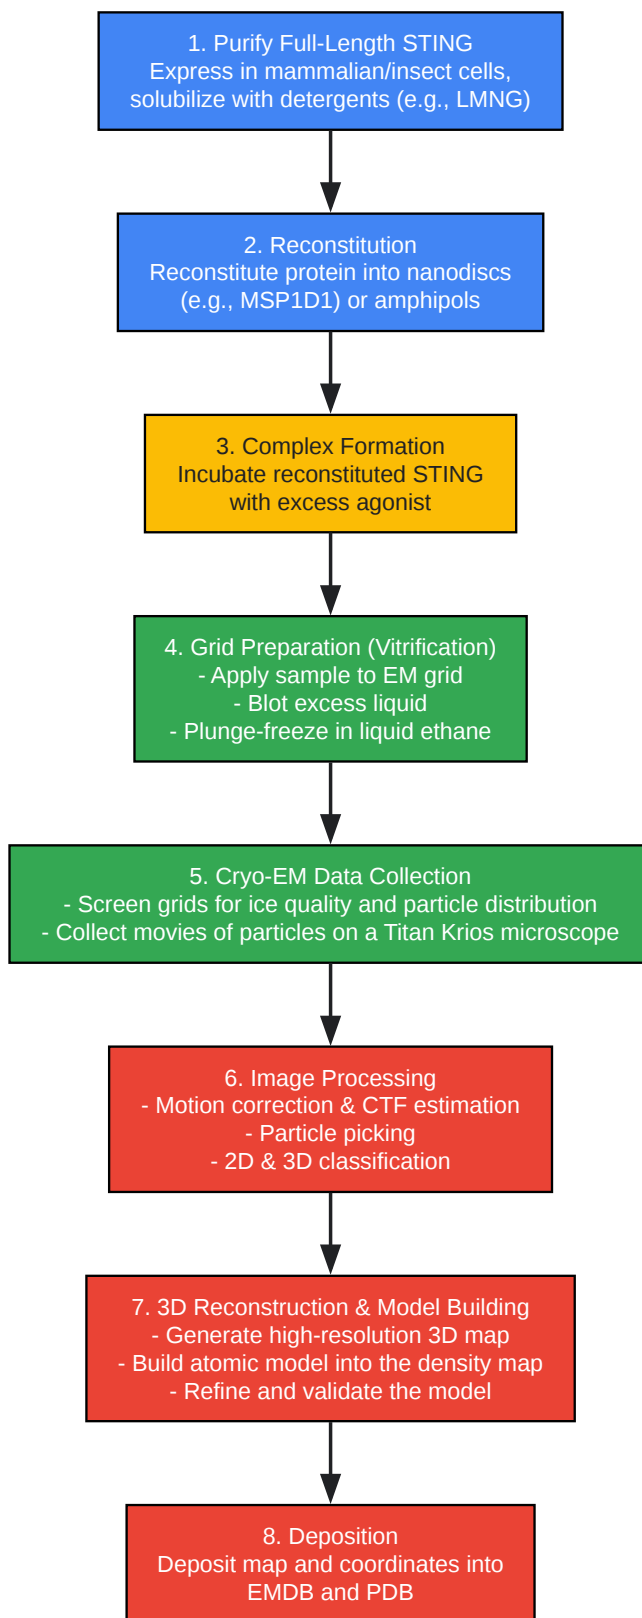 1. Purify Full-Length STING
Express in mammalian/insect cells,
solubilize with detergents (e.g., LMNG)
2. Reconstitution
Reconstitute protein into nanodiscs
(e.g., MSP1D1) or amphipols
3. Complex Formation
Incubate reconstituted STING
with excess agonist
4. Grid Preparation (Vitrification)
- Apply sample to EM grid
- Blot excess liquid
- Plunge-freeze in liquid ethane
5. Cryo-EM Data Collection
- Screen grids for ice quality and particle distribution
- Collect movies of particles on a Titan Krios microscope
6. Image Processing
- Motion correction & CTF estimation
- Particle picking
- 2D & 3D classification
7. 3D Reconstruction & Model Building
- Generate high-resolution 3D map
- Build atomic model into the density map
- Refine and validate the model
8. Deposition
Deposit map and coordinates into
EMDB and PDB